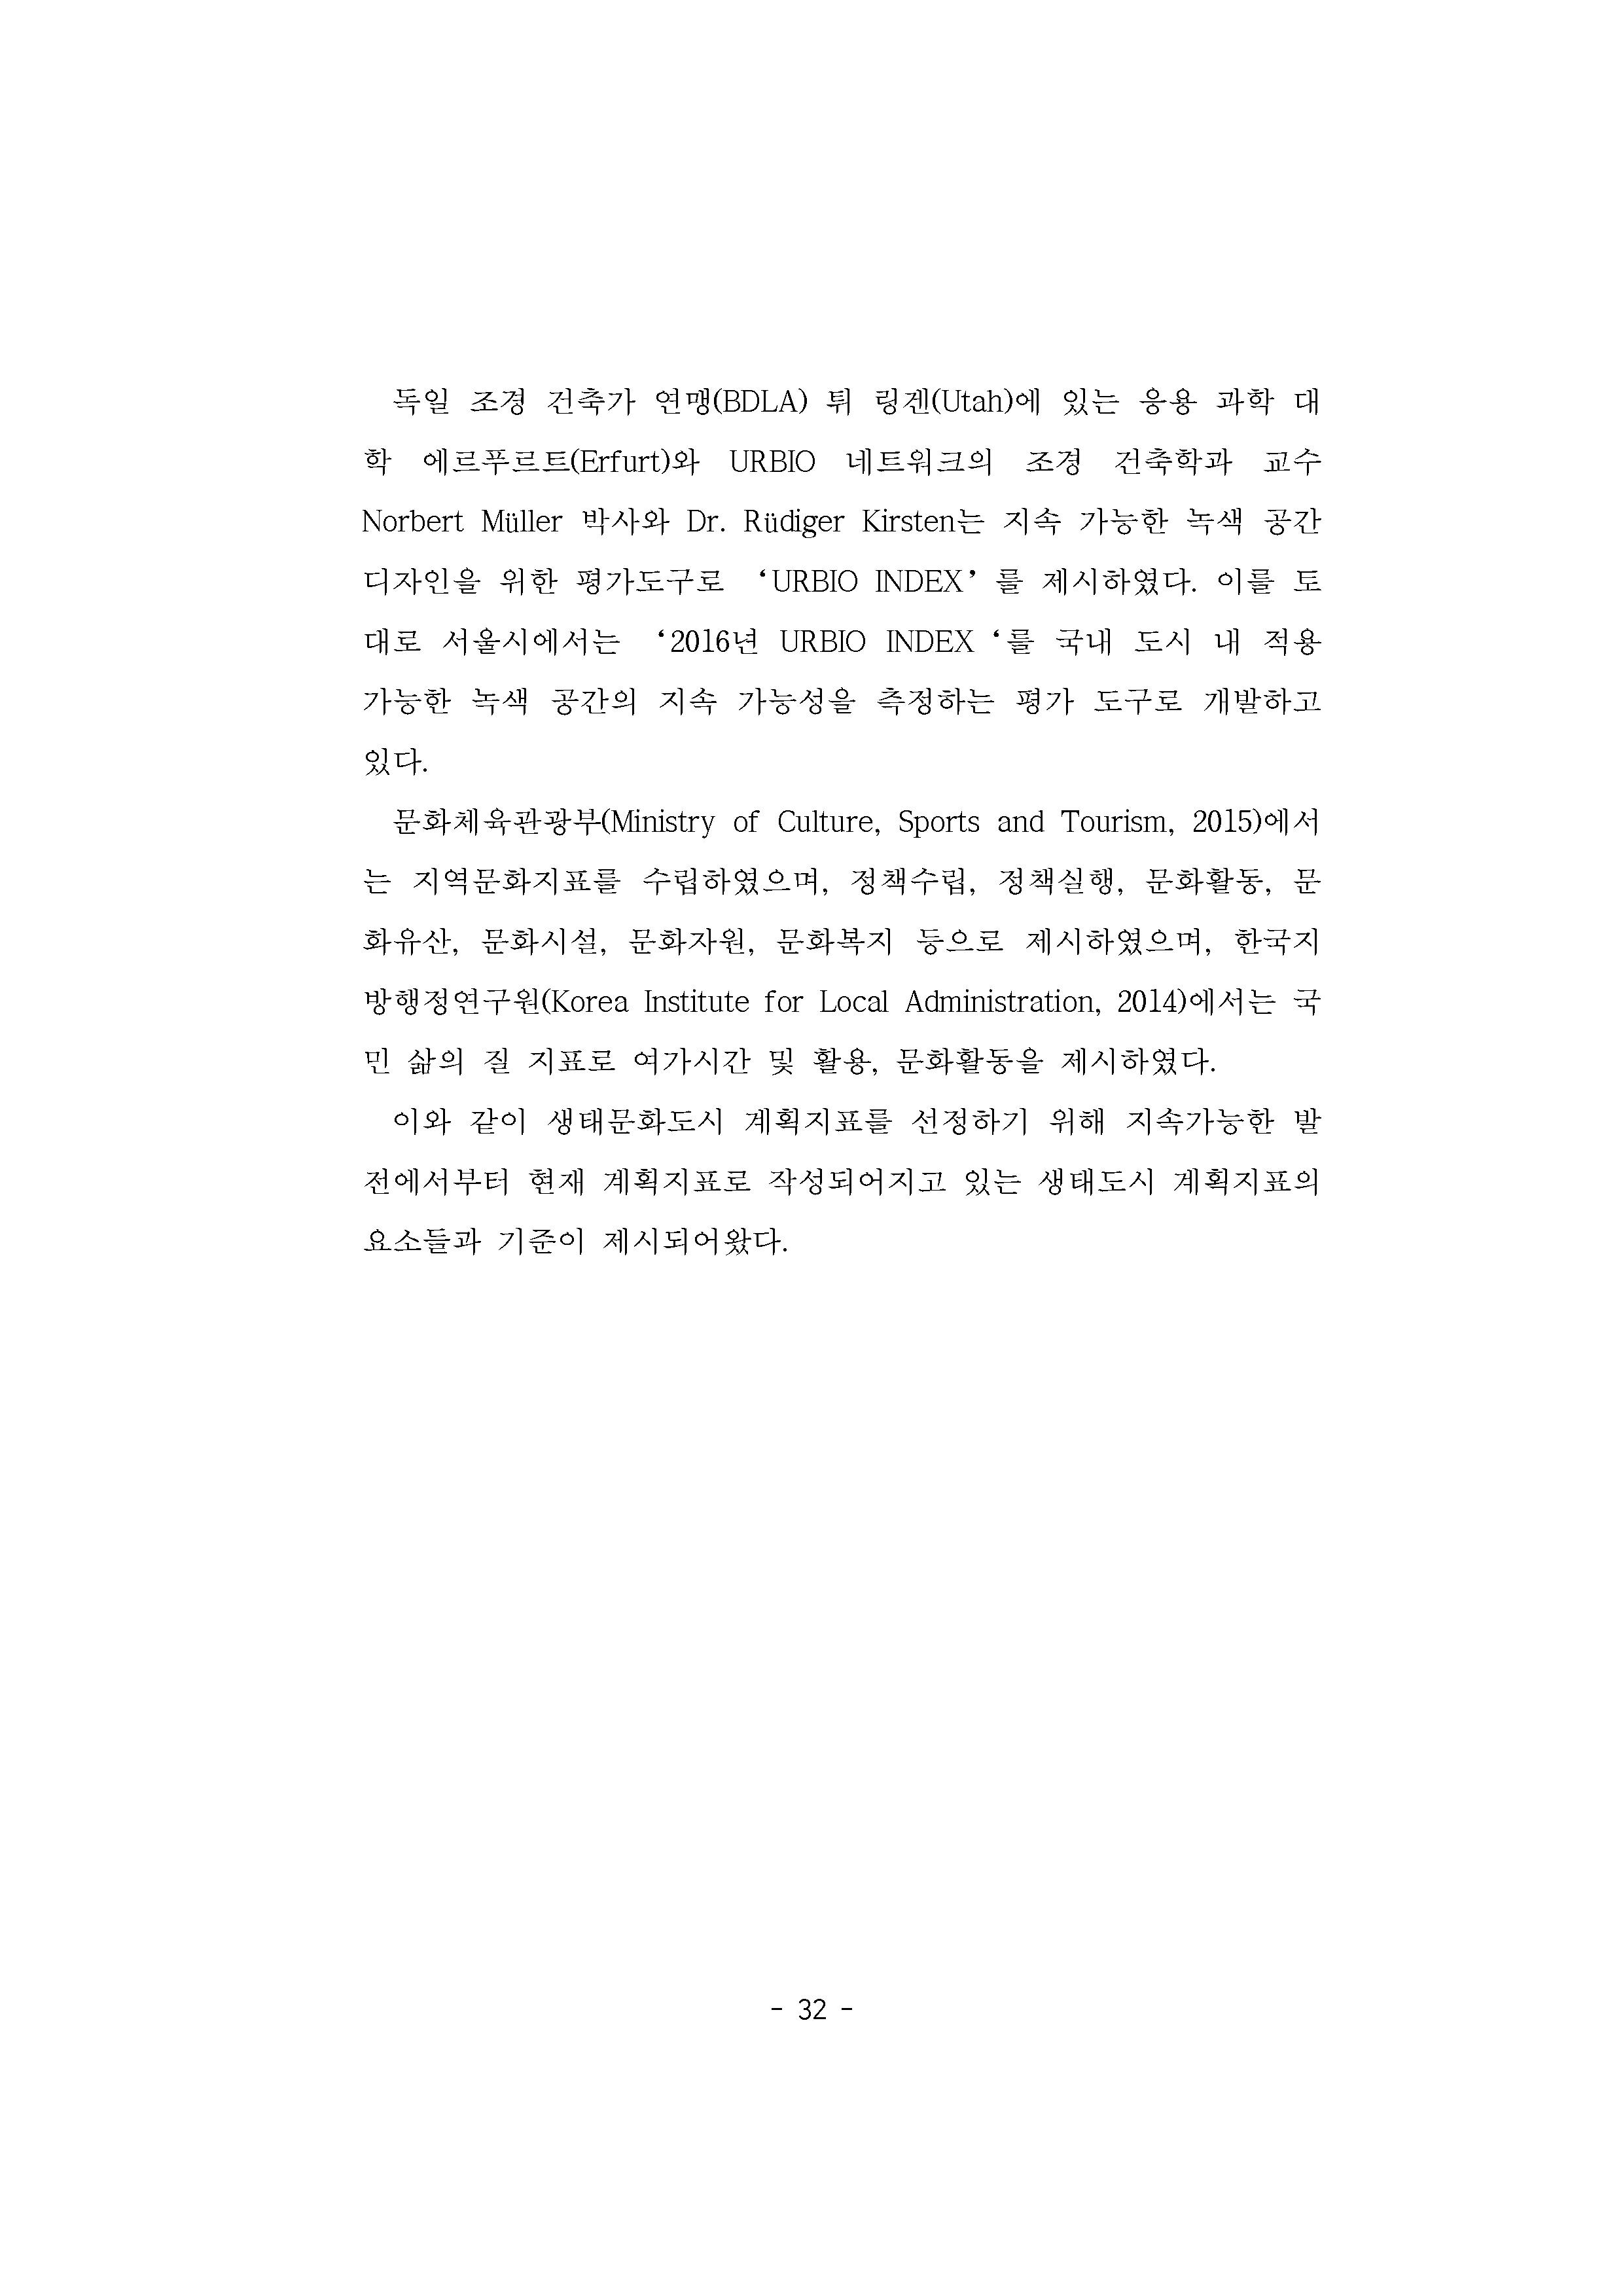 독일 조경 건축가 연맹(BDLA) 튀 링겐(Utah)에 있는 응용 과학 대
학 에르푸르트(Erfurt)와 URBIO 네트워크의 조경 건축학과 교수
Norbert Müller 박사와 Dr. Rüdiger Kirsten는 지속 가능한 녹색 공간
디자인을 위한 평가도구로 ‘URBIO INDEX’를 제시하였다. 이를 토
대로 서울시에서는 ‘2016년 URBIO INDEX ‘를 국내 도시 내 적용
가능한 녹색 공간의 지속 가능성을 측정하는 평가 도구로 개발하고
있다.
문화체육관광부(Ministry of Culture, Sports and Tourism, 2015)에서
는 지역문화지표를 수립하였으며, 정책수립, 정책실행, 문화활동, 문
화유산, 문화시설, 문화자원, 문화복지 등으로 제시하였으며, 한국지
방행정연구원(Korea Institute for Local Administration, 2014)에서는 국
민 삶의 질 지표로 여가시간 및 활용, 문화활동을 제시하였다.
이와 같이 생태문화도시 계획지표를 선정하기 위해 지속가능한 발
전에서부터 현재 계획지표로 작성되어지고 있는 생태도시 계획지표의
요소들과 기준이 제시되어왔다.
- 32 -